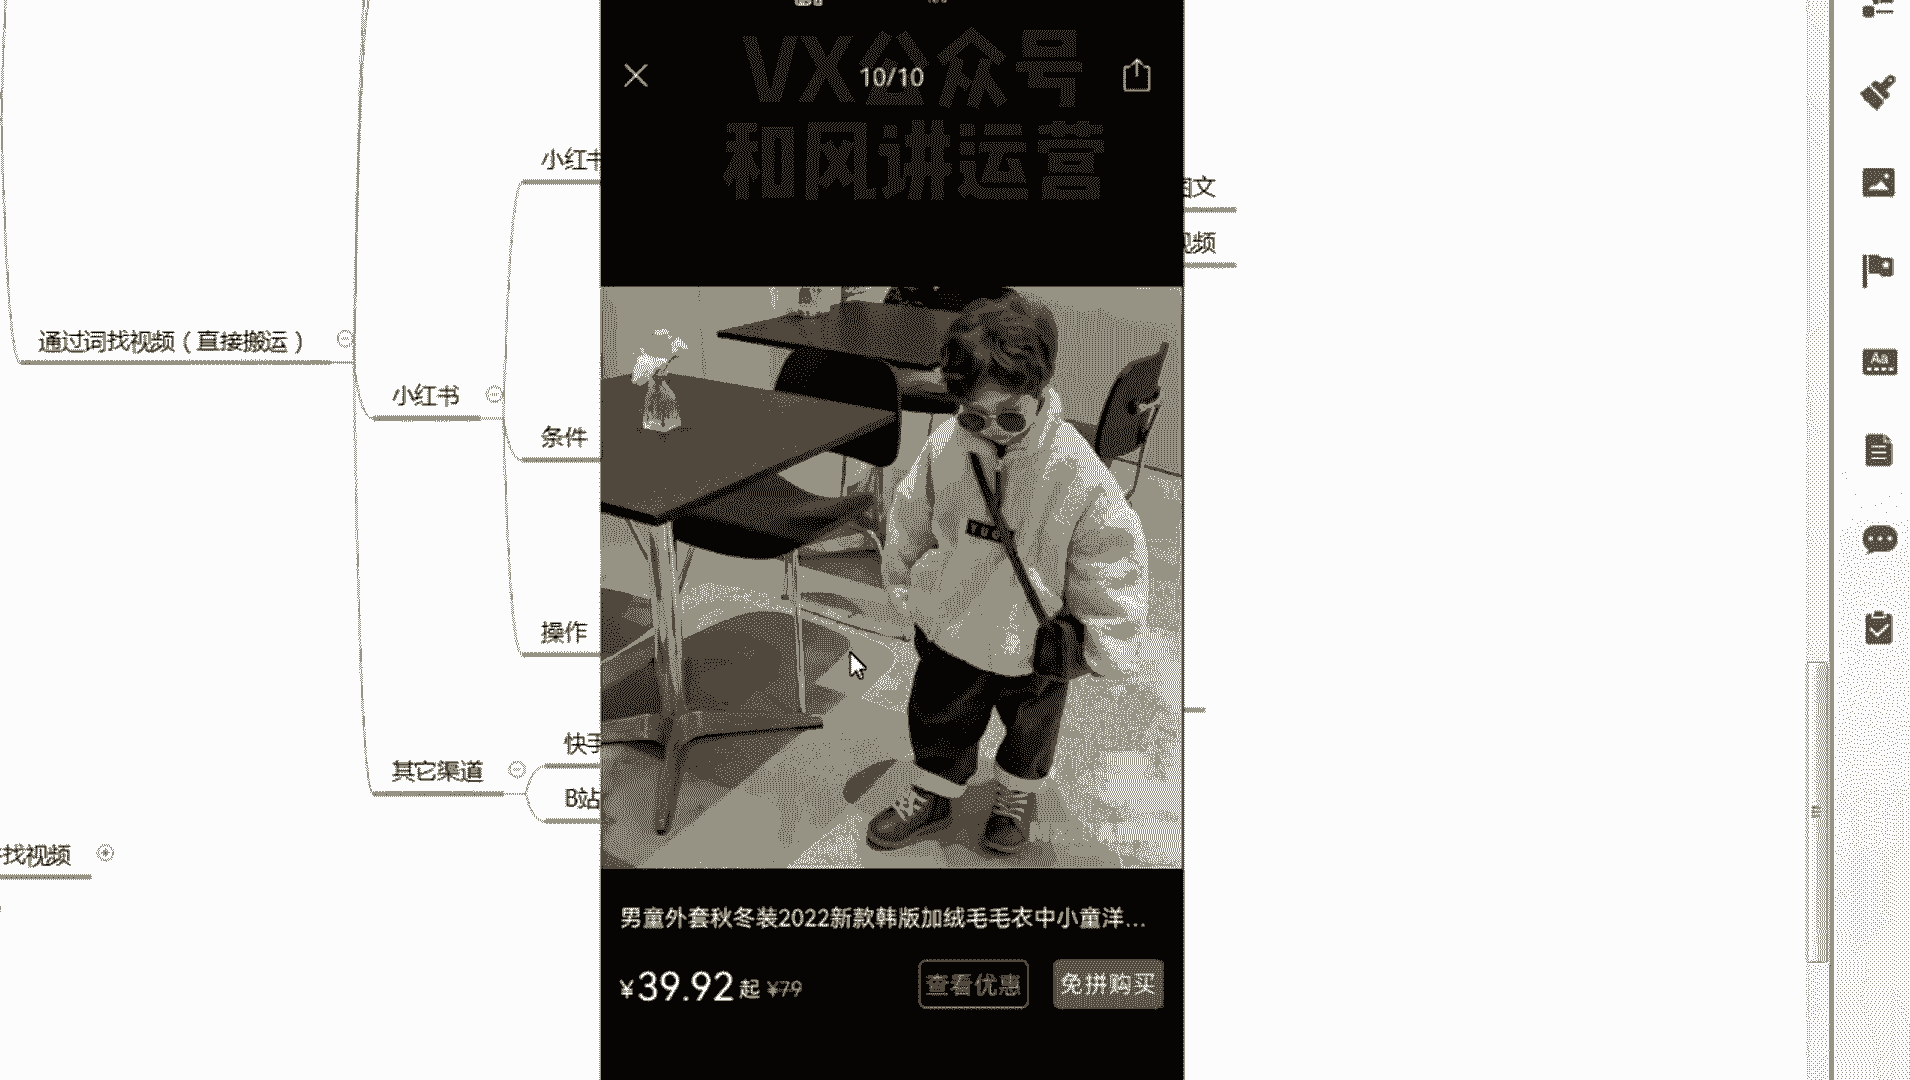 VX公众号
10/10
和风讲运营
小红书
图文
视频
通过词找视频（直接搬运）
小红书
条件
操作
快手
其它渠道
B站
找视频
YUG
Aa
男童外套秋冬装2022新款韩版加绒毛毛衣中小童洋...
¥39.92起 ¥79
查看优惠
免拼购买